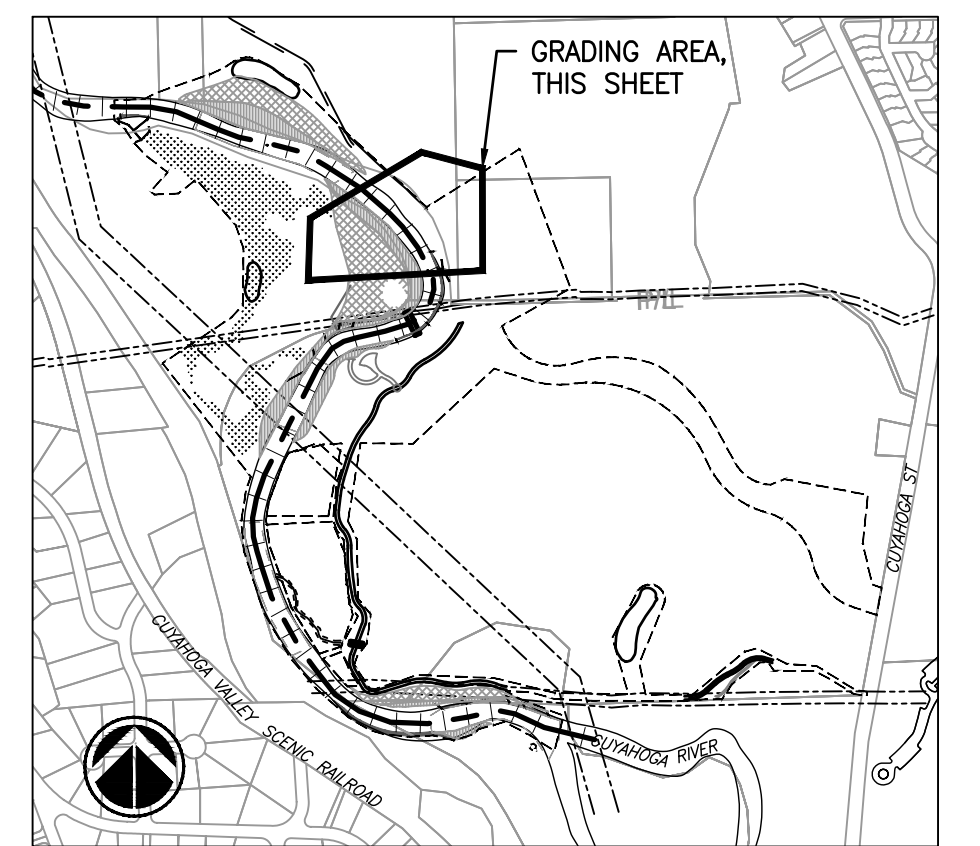 GRADING AREA,
THIS SHEET
CUYAHOGA ST
CUYAHOGA VALLEY SCENIC RAILROAD
CUYAHOGA RIVER